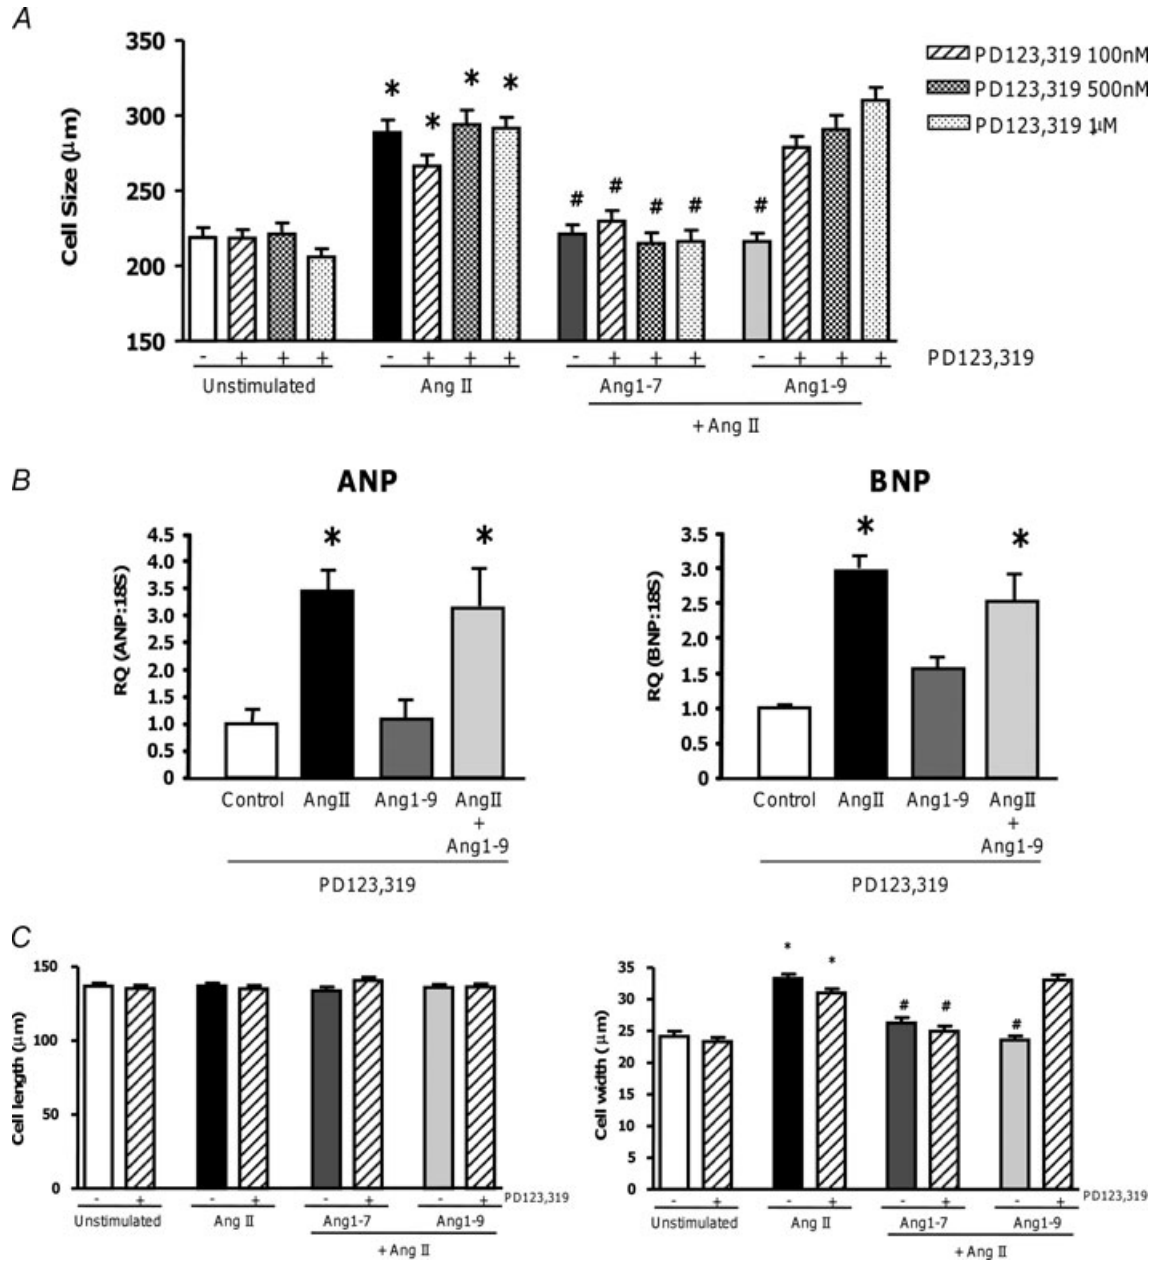 A
350
300
250
200
150
Cell Size (μm)
* * * *
# # # # #
PD123,319 100nM
PD123,319 500nM
PD123,319 1μM
- + + + - + + + - + + + - + + + PD123,319
Unstimulated Ang II Ang1-7 Ang1-9
+ Ang II
B
ANP
4.5
4.0
3.5
3.0
2.5
2.0
1.5
1.0
0.5
0
RQ (ANP:18S)
* *
Control AngII Ang1-9 AngII
+
Ang1-9
PD123,319
BNP
3.5
3.0
2.5
2.0
1.5
1.0
0.5
0
RQ (BNP:18S)
* *
Control AngII Ang1-9 AngII
+
Ang1-9
PD123,319
C
150
100
50
0
Cell length (μm)
- + - + - + - + PD123,319
Unstimulated Ang II Ang1-7 Ang1-9
+ Ang II
35
30
25
20
15
10
5
0
Cell width (μm)
* *
# # #
- + - + - + - + PD123,319
Unstimulated Ang II Ang1-7 Ang1-9
+ Ang II